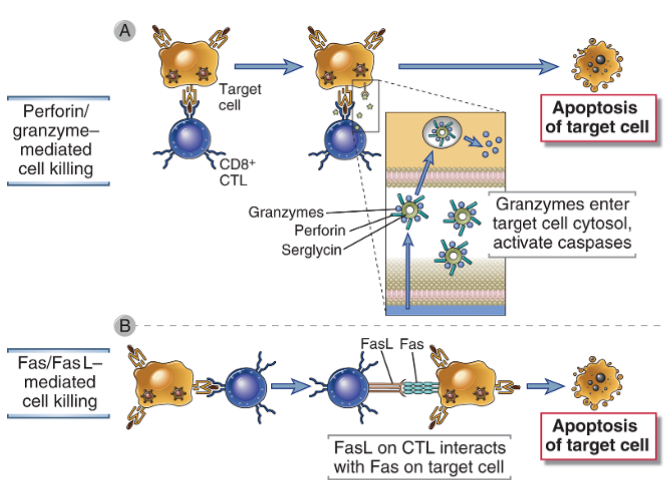 A
Perforin/
granzyme–
mediated
cell killing
Target
cell
CD8+
CTL
Granzymes
Perforin
Serglycin
Granzymes enter
target cell cytosol,
activate caspases
Apoptosis
of target cell
B
Fas/FasL–
mediated
cell killing
FasL Fas
FasL on CTL interacts
with Fas on target cell
Apoptosis
of target cell